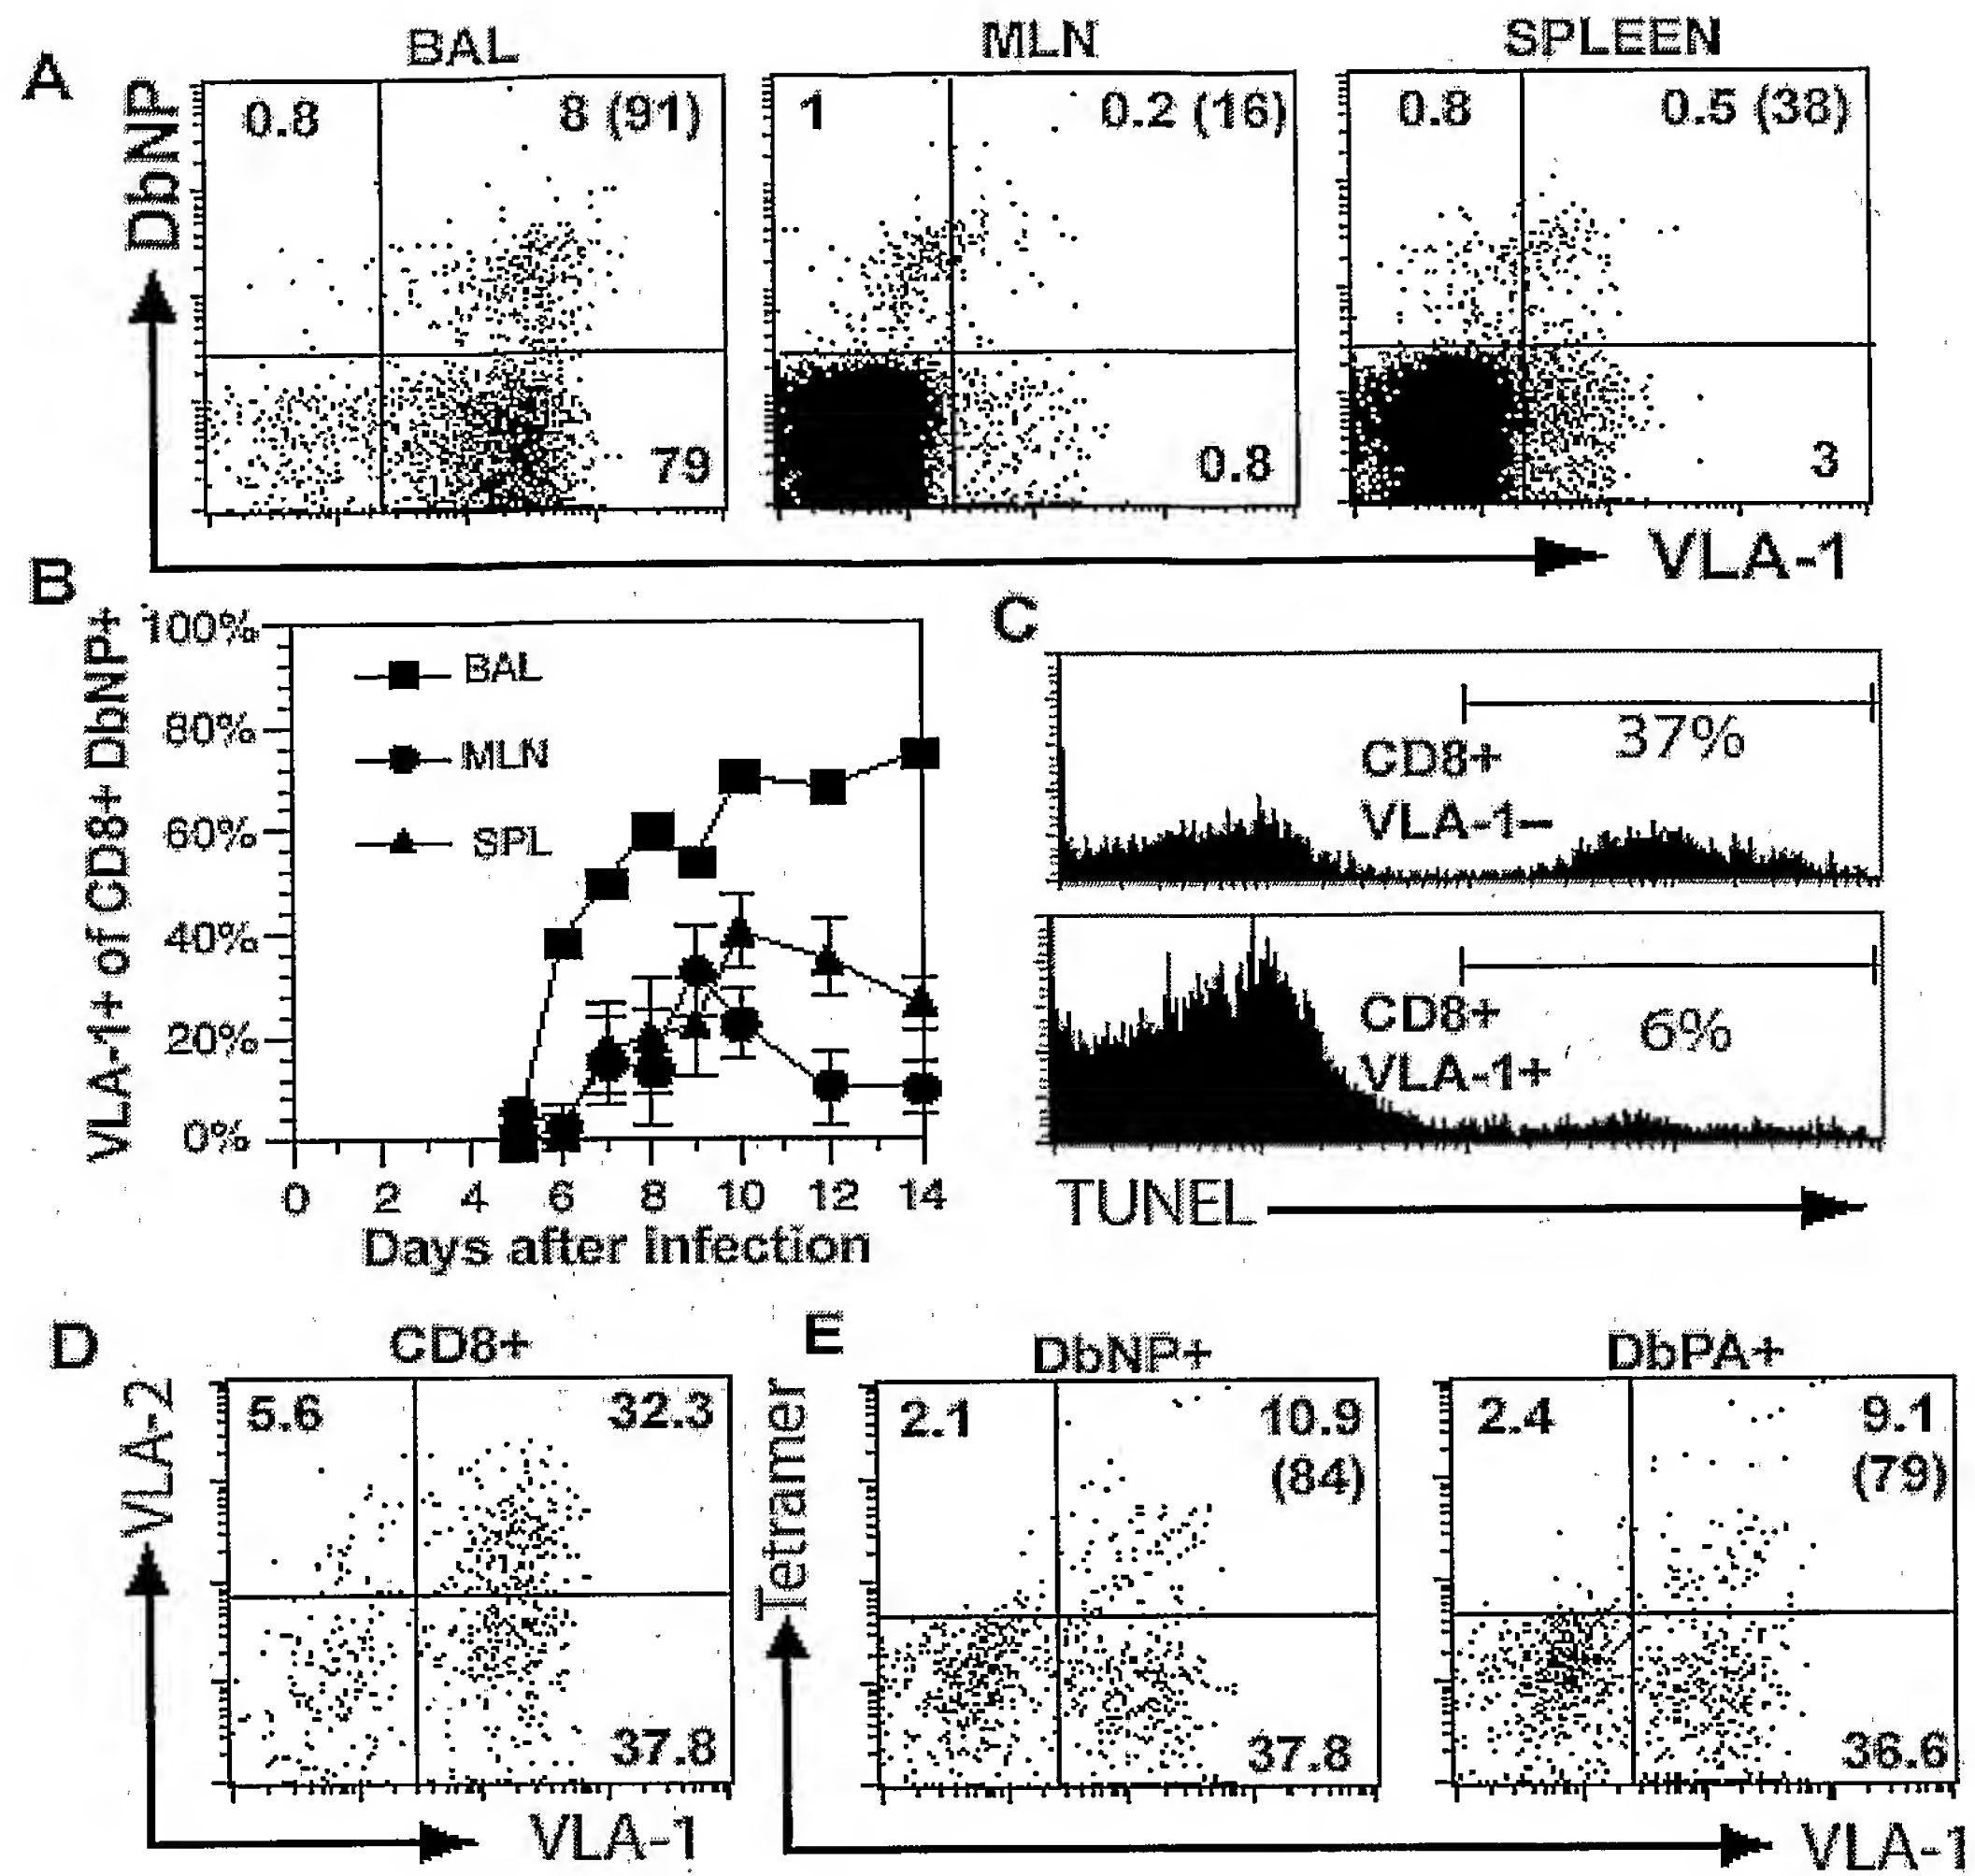 A
BAL
MLN
SPLEEN
DbNP
0.8
8 (91)
79
1
0.2 (16)
0.8
0.8
0.5 (38)
3
VLA-1
B
VLA-1+ of CD8+ DbNP+
100%
80%
60%
40%
20%
0%
BAL
MLN
SPL
0 2 4 6 8 10 12 14
Days after infection
C
37%
CD8+
VLA-1–
CD8+
VLA-1+
6%
TUNEL
D
CD8+
VLA-2
5.6
32.3
37.8
VLA-1
E
DbNP+
DbPA+
Tetramer
2.1
10.9
(84)
37.8
2.4
9.1
(79)
36.6
VLA-1